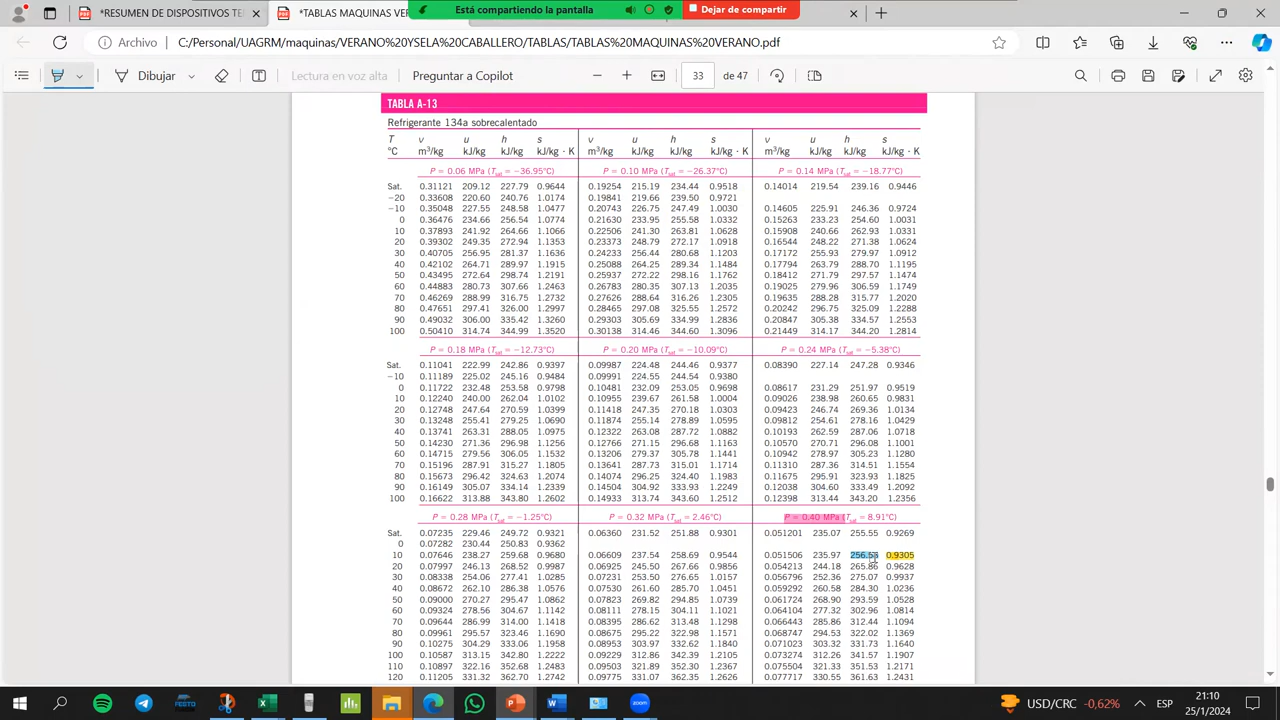 *RESUMEN DE DISPOSITIVOS TER
*TABLAS MAQUINAS VER
Está compartiendo la pantalla
Dejar de compartir
Archivo C:/Personal/UAGRM/maquinas/VERANO%20YSELA%20CABALLERO/TABLAS/TABLAS%20MAQUINAS%20VERANO.pdf
Dibujar Lectura en voz alta Preguntar a Copilot 33 de 47
TABLA A-13
Refrigerante 134a sobrecalentado
T v u h s v u h s v u h s
°C m³/kg kJ/kg kJ/kg kJ/kg · K m³/kg kJ/kg kJ/kg kJ/kg · K m³/kg kJ/kg kJ/kg kJ/kg · K
P = 0.06 MPa (Tsat = −36.95°C) P = 0.10 MPa (Tsat = −26.37°C) P = 0.14 MPa (Tsat = −18.77°C)
Sat. 0.31121 209.12 227.79 0.9644 0.19254 215.19 234.44 0.9518 0.14014 219.54 239.16 0.9446
−20 0.33608 220.60 240.76 1.0174 0.19841 219.66 239.50 0.9721
−10 0.35048 227.55 248.58 1.0477 0.20743 226.75 247.49 1.0030 0.14605 225.91 246.36 0.9724
0 0.36476 234.66 256.54 1.0774 0.21630 233.95 255.58 1.0332 0.15263 233.23 254.60 1.0031
10 0.37893 241.92 264.66 1.1066 0.22506 241.30 263.81 1.0628 0.15908 240.66 262.93 1.0331
20 0.39302 249.35 272.94 1.1353 0.23373 248.79 272.17 1.0918 0.16544 248.22 271.38 1.0624
30 0.40705 256.95 281.37 1.1636 0.24233 256.44 280.68 1.1203 0.17172 255.93 279.97 1.0912
40 0.42102 264.71 289.97 1.1915 0.25088 264.25 289.34 1.1484 0.17794 263.79 288.70 1.1195
50 0.43495 272.64 298.74 1.2191 0.25937 272.22 298.16 1.1762 0.18412 271.79 297.57 1.1474
60 0.44883 280.73 307.66 1.2463 0.26783 280.35 307.13 1.2035 0.19025 279.96 306.59 1.1749
70 0.46269 288.99 316.75 1.2732 0.27626 288.64 316.26 1.2305 0.19635 288.28 315.77 1.2020
80 0.47651 297.41 326.00 1.2997 0.28465 297.08 325.55 1.2572 0.20242 296.75 325.09 1.2288
90 0.49032 306.00 335.42 1.3260 0.29303 305.69 334.99 1.2836 0.20847 305.38 334.57 1.2553
100 0.50410 314.74 344.99 1.3520 0.30138 314.46 344.60 1.3096 0.21449 314.17 344.20 1.2814
P = 0.18 MPa (Tsat = −12.73°C) P = 0.20 MPa (Tsat = −10.09°C) P = 0.24 MPa (Tsat = −5.38°C)
Sat. 0.11041 222.99 242.86 0.9397 0.09987 224.48 244.46 0.9377 0.08390 227.14 247.28 0.9346
−10 0.11189 225.02 245.16 0.9484 0.09991 224.55 244.54 0.9380
0 0.11722 232.48 253.58 0.9798 0.10481 232.09 253.05 0.9698 0.08617 231.29 251.97 0.9519
10 0.12240 240.00 262.04 1.0102 0.10955 239.67 261.58 1.0004 0.09026 238.98 260.65 0.9831
20 0.12748 247.64 270.59 1.0399 0.11418 247.35 270.18 1.0303 0.09423 246.74 269.36 1.0134
30 0.13248 255.41 279.25 1.0690 0.11874 255.14 278.89 1.0595 0.09812 254.61 278.16 1.0429
40 0.13741 263.31 288.05 1.0975 0.12322 263.08 287.72 1.0882 0.10193 262.59 287.06 1.0718
50 0.14230 271.36 296.98 1.1256 0.12766 271.15 296.68 1.1163 0.10570 270.71 296.08 1.1001
60 0.14715 279.56 306.05 1.1532 0.13206 279.37 305.78 1.1441 0.10942 278.97 305.23 1.1280
70 0.15196 287.91 315.27 1.1805 0.13641 287.73 315.01 1.1714 0.11310 287.36 314.51 1.1554
80 0.15673 296.42 324.63 1.2074 0.14074 296.25 324.40 1.1983 0.11675 295.91 323.93 1.1825
90 0.16149 305.07 334.14 1.2339 0.14504 304.92 333.93 1.2249 0.12038 304.60 333.49 1.2092
100 0.16622 313.88 343.80 1.2602 0.14933 313.74 343.60 1.2512 0.12398 313.44 343.20 1.2356
P = 0.28 MPa (Tsat = −1.25°C) P = 0.32 MPa (Tsat = 2.46°C) P = 0.40 MPa (Tsat = 8.91°C)
Sat. 0.07235 229.46 249.72 0.9321 0.06360 231.52 251.88 0.9301 0.051201 235.07 255.55 0.9269
0 0.07282 230.44 250.83 0.9362
10 0.07646 238.27 259.68 0.9680 0.06609 237.54 258.69 0.9544 0.051506 235.97 256.58 0.9305
20 0.07997 246.13 268.52 0.9987 0.06925 245.50 267.66 0.9856 0.054213 244.18 265.86 0.9628
30 0.08338 254.06 277.41 1.0285 0.07231 253.50 276.65 1.0157 0.056796 252.36 275.07 0.9937
40 0.08672 262.10 286.38 1.0576 0.07530 261.60 285.70 1.0451 0.059292 260.58 284.30 1.0236
50 0.09000 270.27 295.47 1.0862 0.07823 269.82 294.85 1.0739 0.061724 268.90 293.59 1.0528
60 0.09324 278.56 304.67 1.1142 0.08111 278.15 304.11 1.1021 0.064104 277.32 302.96 1.0814
70 0.09644 286.99 314.00 1.1418 0.08395 286.62 313.48 1.1298 0.066443 285.86 312.44 1.1094
80 0.09961 295.57 323.46 1.1690 0.08675 295.22 322.98 1.1571 0.068747 294.53 322.02 1.1369
90 0.10275 304.29 333.06 1.1958 0.08953 303.97 332.62 1.1840 0.071023 303.32 331.73 1.1640
100 0.10587 313.15 342.80 1.2222 0.09229 312.86 342.39 1.2105 0.073274 312.26 341.57 1.1907
110 0.10897 322.16 352.68 1.2483 0.09503 321.89 352.30 1.2367 0.075504 321.33 351.53 1.2171
120 0.11205 331.32 362.70 1.2742 0.09775 331.07 362.35 1.2626 0.077717 330.55 361.63 1.2431
USD/CRC -0,62% ESP 21:10
25/1/2024